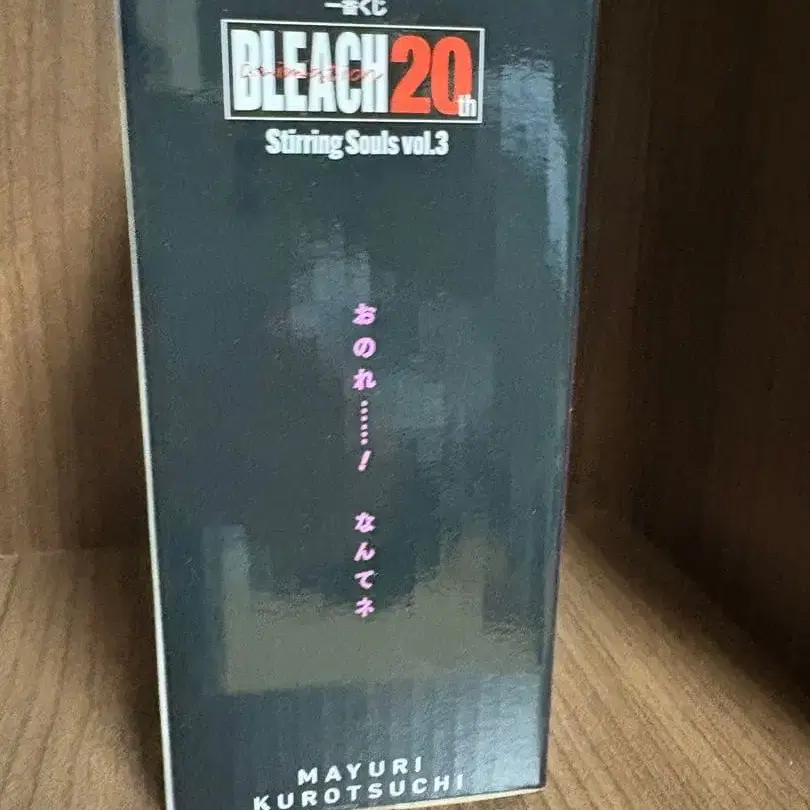 一番くじ
BLEACH 20th
Animation
Stirring Souls vol.3
おのれ……! なんてネ
MAYURI
KUROTSUCHI